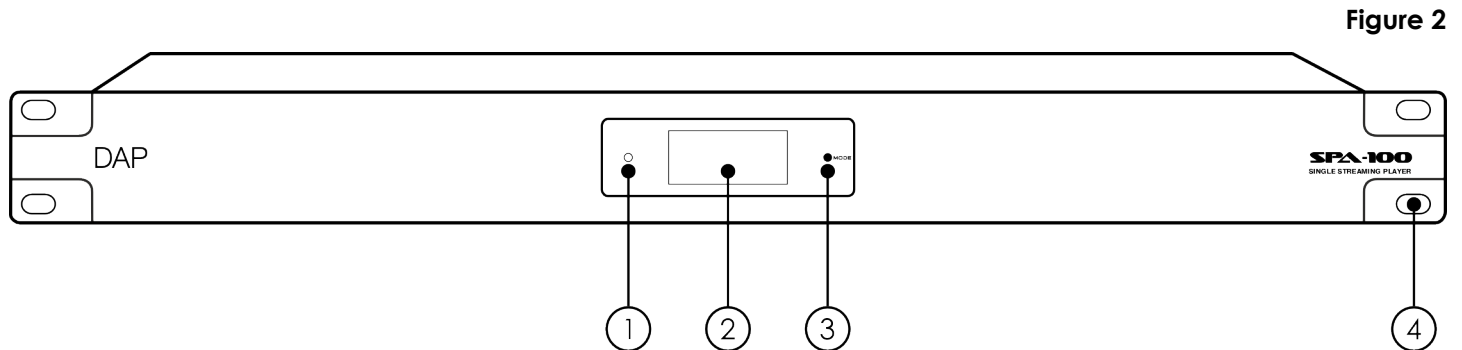 Figure 2
DAP
MODE
SPA-100
SINGLE STREAMING PLAYER
1
2
3
4